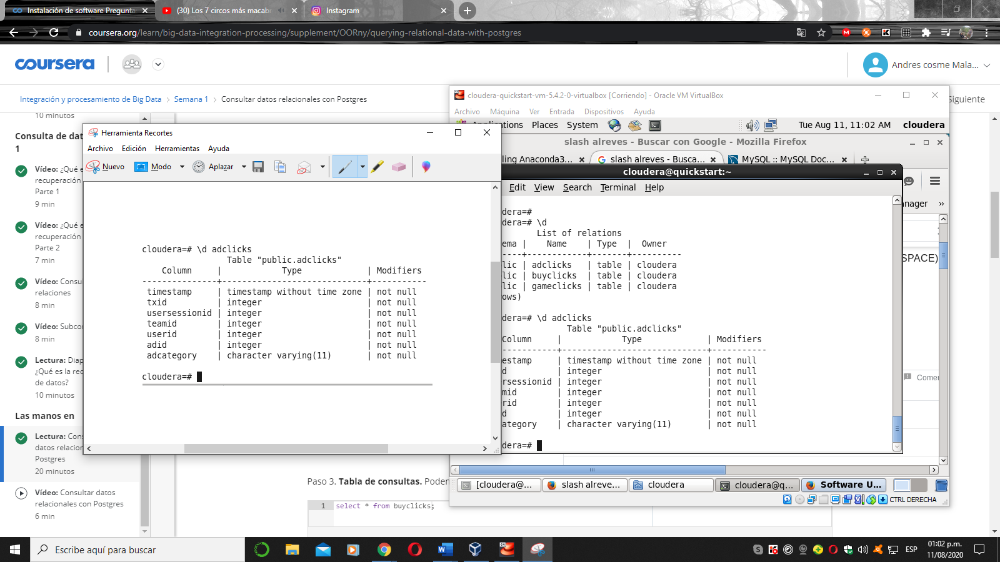 Instalación de software Pregunta
(30) Los 7 circos más macab
Instagram
coursera.org/learn/big-data-integration-processing/supplement/OORny/querying-relational-data-with-postgres
coursera
Andres cosme Mala...
Integración y procesamiento de Big Data > Semana 1 > Consultar datos relacionales con Postgres
Siguiente
10 minutos
Consulta de dat
1
Vídeo: ¿Qué e
recuperación
Parte 1
9 min
Vídeo: ¿Qué e
recuperación
Parte 2
7 min
Vídeo: Consu
relaciones
8 min
Vídeo: Subcor
8 min
Lectura: Diap
¿Qué es la rec
de datos?
10 minutos
Las manos en
Lectura: Cons
datos relacior
Postgres
20 minutos
Vídeo: Consultar datos
relacionales con Postgres
6 min
Herramienta Recortes
Archivo Edición Herramientas Ayuda
Nuevo Modo Aplazar
cloudera=# \d adclicks
Table "public.adclicks"
Column | Type | Modifiers
---------------+-----------------------------+-----------
timestamp | timestamp without time zone | not null
txid | integer | not null
usersessionid | integer | not null
teamid | integer | not null
userid | integer | not null
adid | integer | not null
adcategory | character varying(11) | not null
cloudera=#
Paso 3. Tabla de consultas. Poder
1 select * from buyclicks;
cloudera-quickstart-vm-5.4.2-0-virtualbox [Corriendo] - Oracle VM VirtualBox
Archivo Máquina Ver Entrada Dispositivos Ayuda
Applications Places System
Tue Aug 11, 11:02 AM cloudera
slash alreves - Buscar con Google - Mozilla Firefox
ling Anaconda3...
slash alreves - Busca...
MySQL :: MySQL Doc...
cloudera@quickstart:~
Edit View Search Terminal Help
nager »
SPACE)
Comer
dera=#
dera=# \d
List of relations
ema | Name | Type | Owner
----+------------+-------+----------
lic | adclicks | table | cloudera
lic | buyclicks | table | cloudera
lic | gameclicks | table | cloudera
ows)
dera=# \d adclicks
Table "public.adclicks"
Column | Type | Modifiers
-----------+-----------------------------+-----------
estamp | timestamp without time zone | not null
d | integer | not null
rsessionid | integer | not null
mid | integer | not null
rid | integer | not null
d | integer | not null
ategory | character varying(11) | not null
dera=#
[cloudera@... slash alreve... cloudera cloudera@q... Software U...
CTRL DERECHA
Escribe aquí para buscar
ESP
01:02 p.m.
11/08/2020